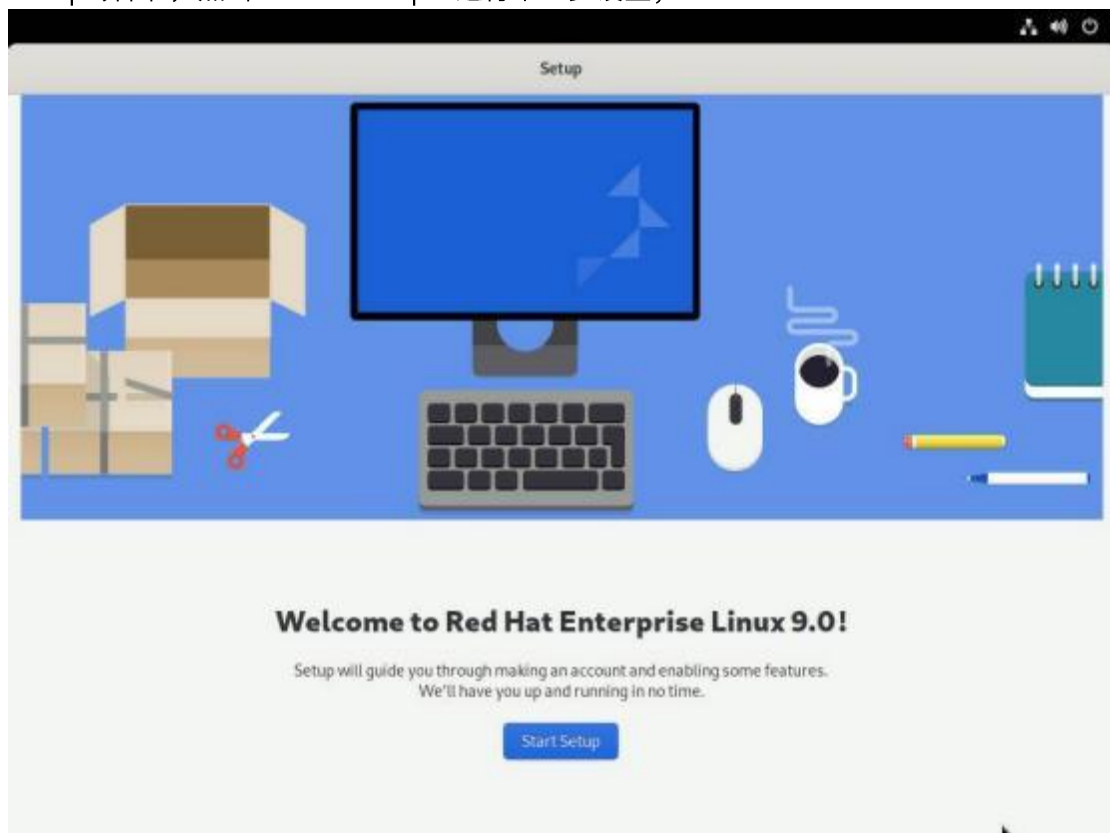 Setup
Welcome to Red Hat Enterprise Linux 9.0!
Setup will guide you through making an account and enabling some features.
We'll have you up and running in no time.
Start Setup